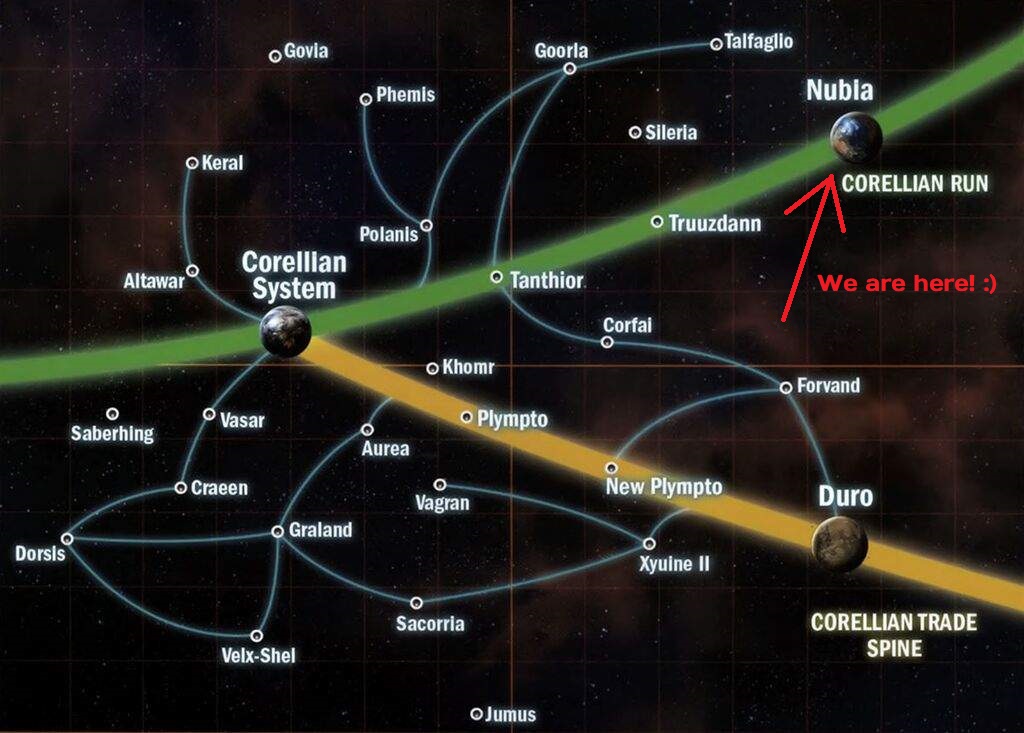 Govia
Goorla
Talfaglio
Phemis
Nubia
Sileria
Keral
CORELLIAN RUN
Polanis
Truuzdann
Corellian
System
Altawar
Tanthior
We are here! :)
Corfai
Khomr
Forvand
Saberhing
Vasar
Plympto
Aurea
Craeen
Vagran
New Plympto
Duro
Graland
Dorsis
Xyuine II
Sacorria
CORELLIAN TRADE
SPINE
Velx-Shel
Jumus